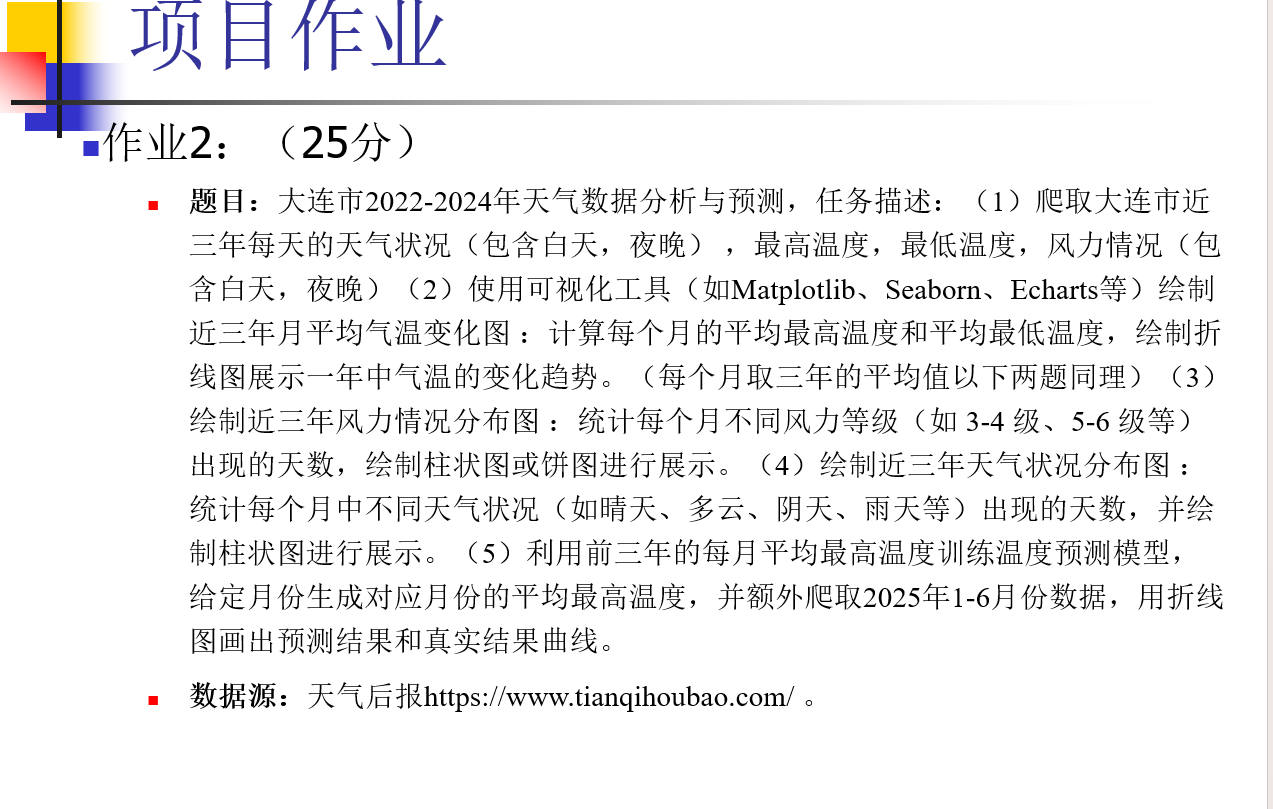 项目作业
作业2：（25分）
题目：大连市2022-2024年天气数据分析与预测，任务描述：（1）爬取大连市近
三年每天的天气状况（包含白天，夜晚），最高温度，最低温度，风力情况（包
含白天，夜晚）（2）使用可视化工具（如Matplotlib、Seaborn、Echarts等）绘制
近三年月平均气温变化图 ：计算每个月的平均最高温度和平均最低温度，绘制折
线图展示一年中气温的变化趋势。（每个月取三年的平均值以下两题同理）（3）
绘制近三年风力情况分布图 ：统计每个月不同风力等级（如 3-4 级、5-6 级等）
出现的天数，绘制柱状图或饼图进行展示。（4）绘制近三年天气状况分布图 ：
统计每个月中不同天气状况（如晴天、多云、阴天、雨天等）出现的天数，并绘
制柱状图进行展示。（5）利用前三年的每月平均最高温度训练温度预测模型，
给定月份生成对应月份的平均最高温度，并额外爬取2025年1-6月份数据，用折线
图画出预测结果和真实结果曲线。
数据源：天气后报https://www.tianqihoubao.com/ 。